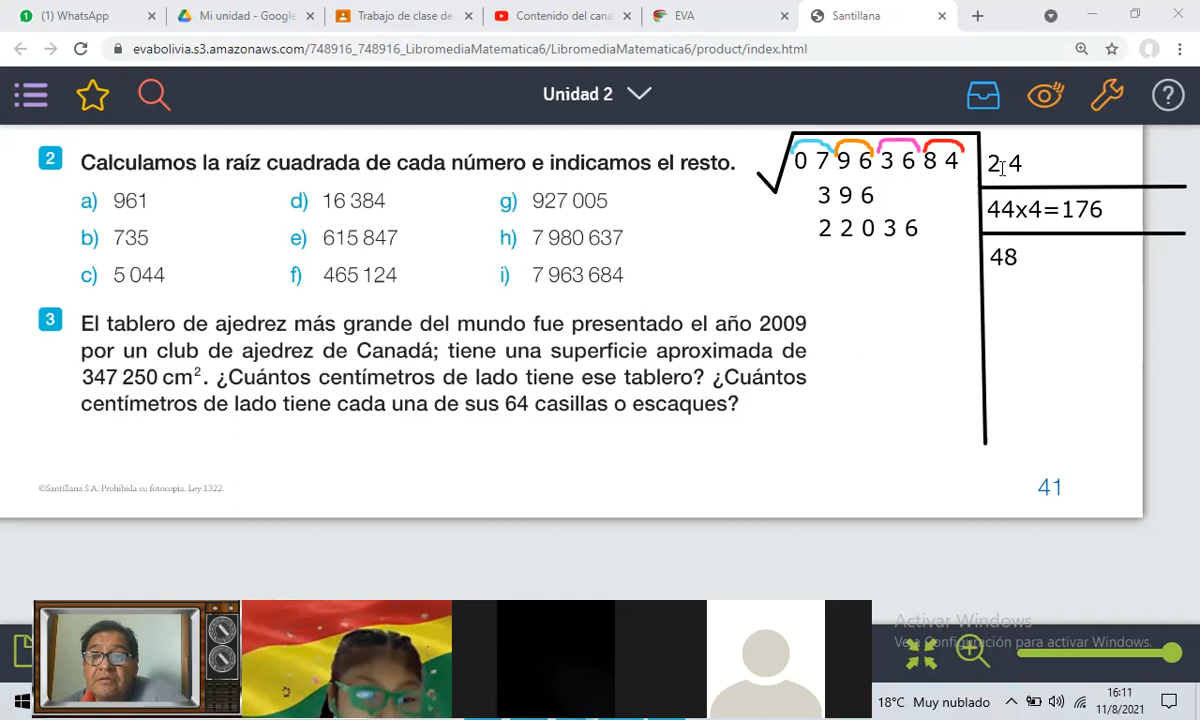 (1) WhatsApp
Mi unidad - Google
Trabajo de clase de
Contenido del cana
EVA
Santillana
evabolivia.s3.amazonaws.com/748916_748916_LibromediaMatematica6/LibromediaMatematica6/product/index.html
Unidad 2
2 Calculamos la raíz cuadrada de cada número e indicamos el resto.
a) 961 d) 16 384 g) 927 005
b) 735 e) 615 847 h) 7 980 637
c) 5 044 f) 465 124 i) 7 963 684
3 El tablero de ajedrez más grande del mundo fue presentado el año 2009
por un club de ajedrez de Canadá; tiene una superficie aproximada de
347 250 cm². ¿Cuántos centímetros de lado tiene ese tablero? ¿Cuántos
centímetros de lado tiene cada una de sus 64 casillas o escaques?
0 7 9 6 3 6 8 4
3 9 6
2 2 0 3 6
2 4
44x4=176
48
©Santillana S.A. Prohibida su fotocopia. Ley 1322.
41
Activar Windows
Ve a Configuración para activar Windows.
18°C Muy nublado
16:11
11/8/2021